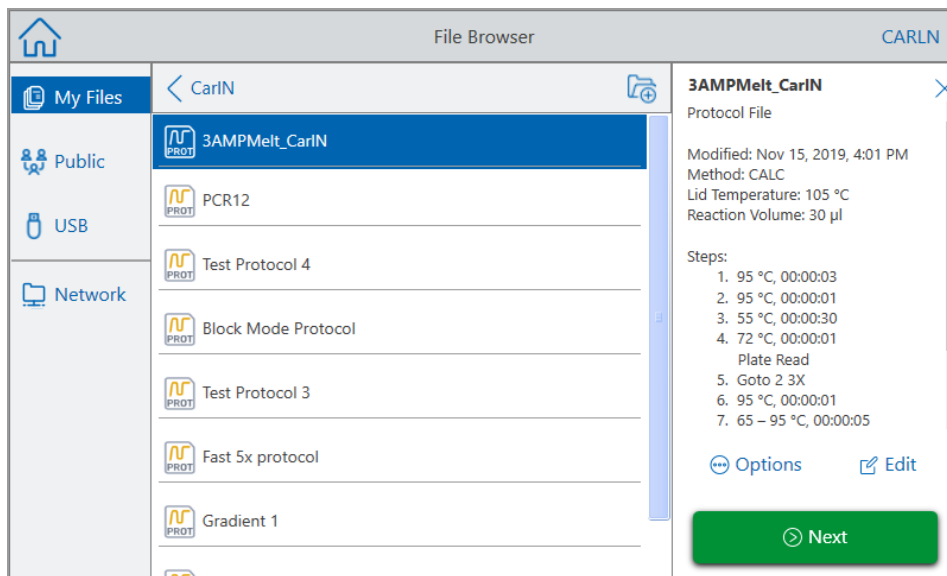 File Browser
CARLN
My Files
Public
USB
Network
CarIN
PROT
3AMPMelt_CarIN
PROT
PCR12
PROT
Test Protocol 4
PROT
Block Mode Protocol
PROT
Test Protocol 3
PROT
Fast 5x protocol
PROT
Gradient 1
3AMPMelt_CarIN
Protocol File
Modified: Nov 15, 2019, 4:01 PM
Method: CALC
Lid Temperature: 105 °C
Reaction Volume: 30 µl
Steps:
1. 95 °C, 00:00:03
2. 95 °C, 00:00:01
3. 55 °C, 00:00:30
4. 72 °C, 00:00:01
Plate Read
5. Goto 2 3X
6. 95 °C, 00:00:01
7. 65 – 95 °C, 00:00:05
Options
Edit
Next